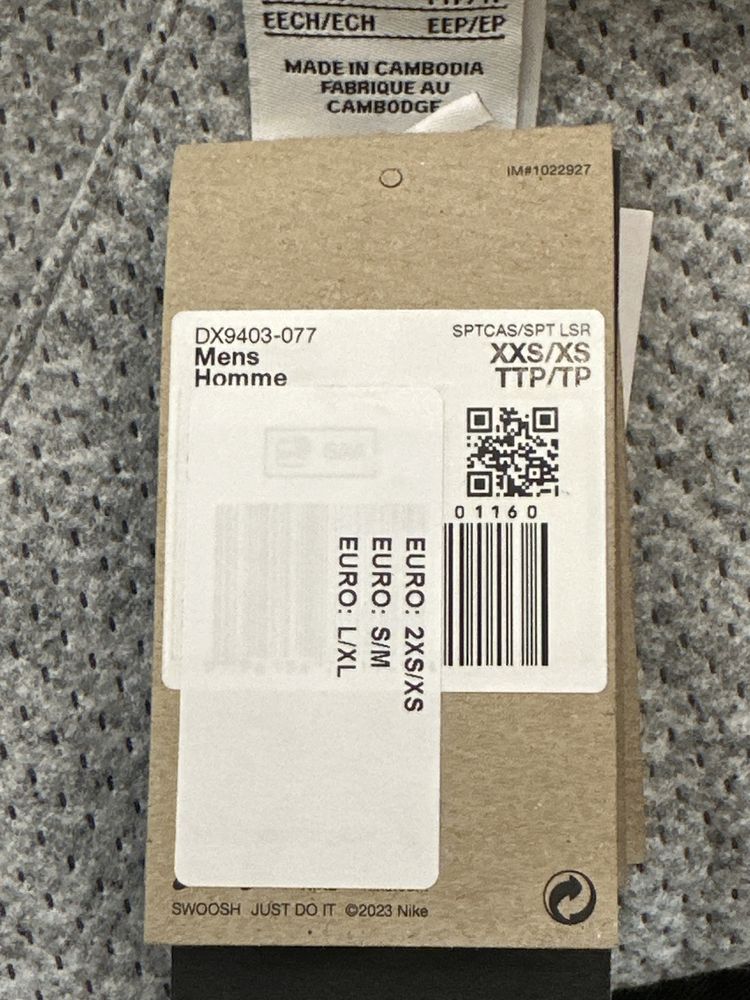 EECH/ECH EEP/EP
MADE IN CAMBODIA
FABRIQUE AU
CAMBODGE
IM#1022927
DX9403-077
Mens
Homme
SPTCAS/SPT LSR
XXS/XS
TTP/TP
01160
EURO: 2XS/XS
EURO: S/M
EURO: L/XL
SWOOSH JUST DO IT ©2023 Nike